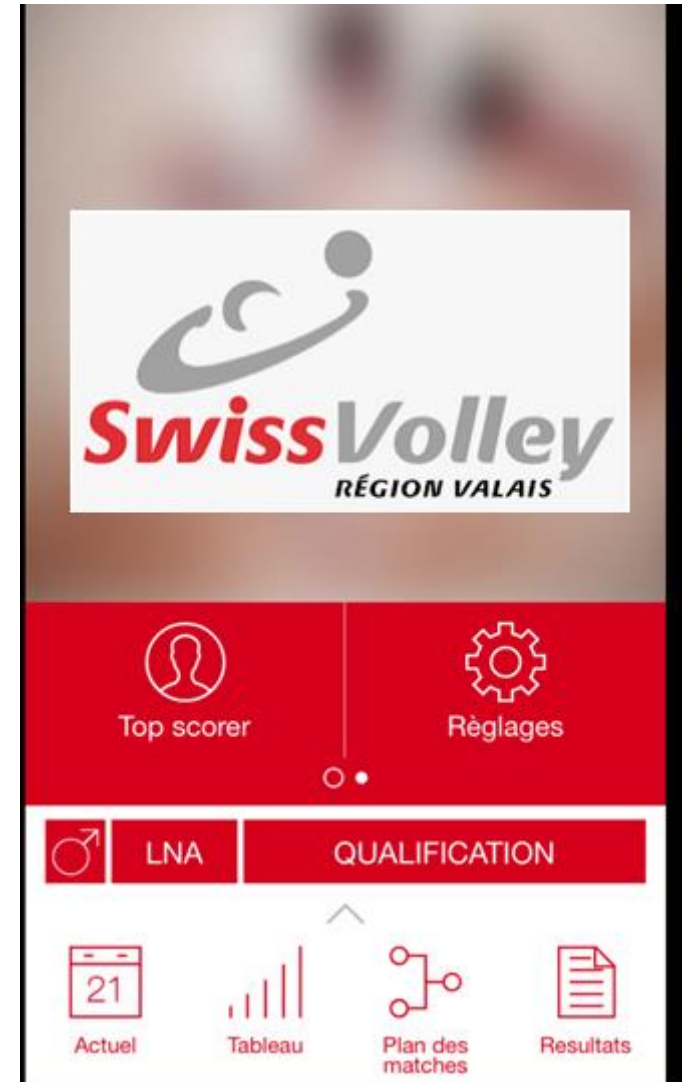 SwissVolley
RÉGION VALAIS
Top scorer
Règlages
LNA
QUALIFICATION
21
Actuel
Tableau
Plan des
matches
Resultats